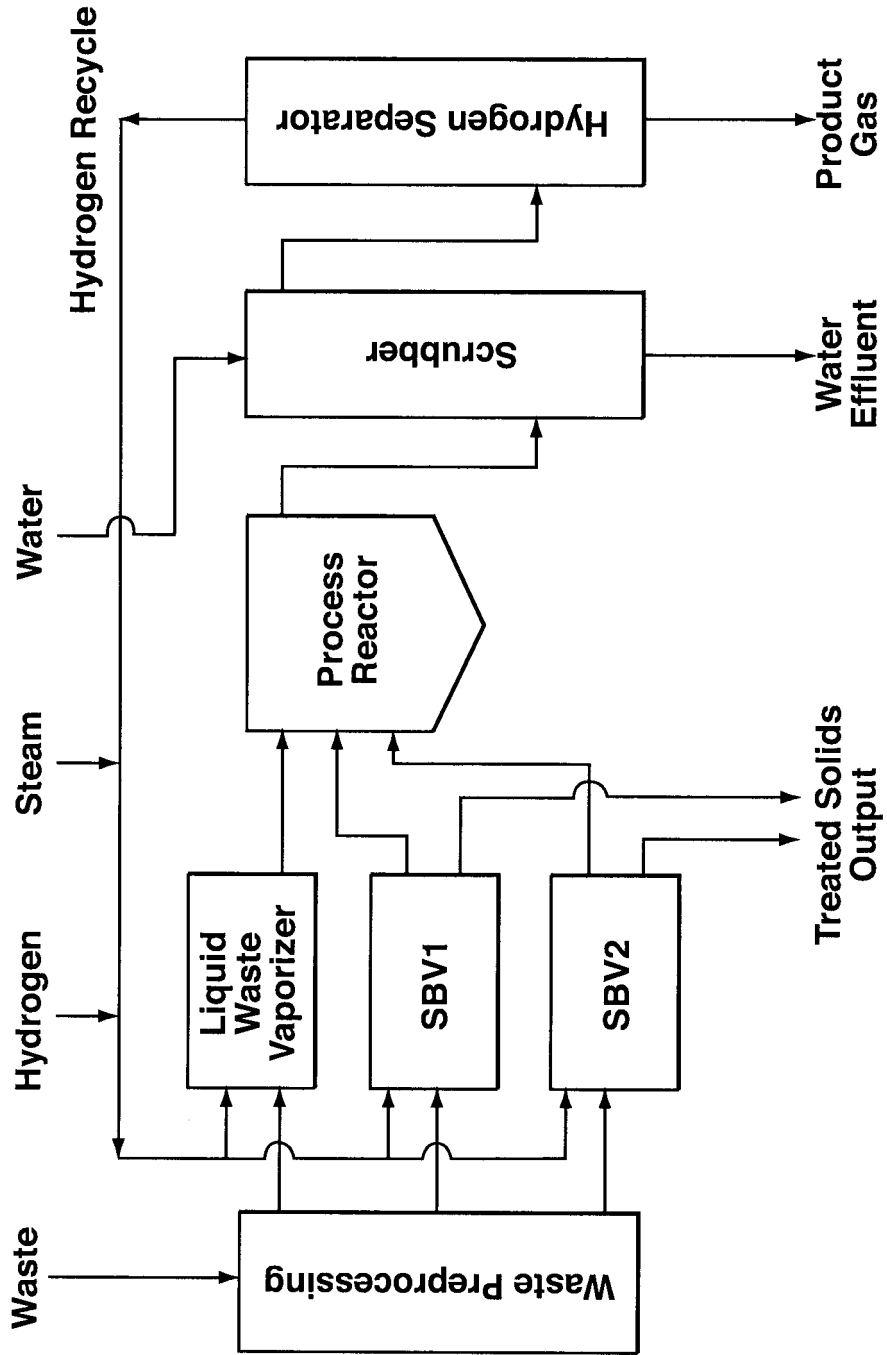 Waste
Hydrogen
Steam
Water
Hydrogen Recycle
Waste Preprocessing
Liquid
Waste
Vaporizer
SBV1
SBV2
Process
Reactor
Scrubber
Hydrogen Separator
Treated Solids
Output
Water
Effluent
Product
Gas